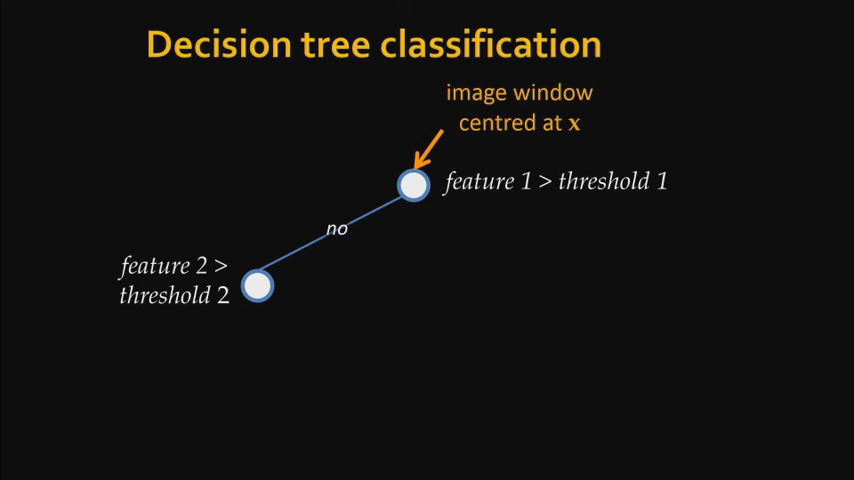 Decision tree classification
image window
centred at x
feature 1 > threshold 1
no
feature 2 >
threshold 2